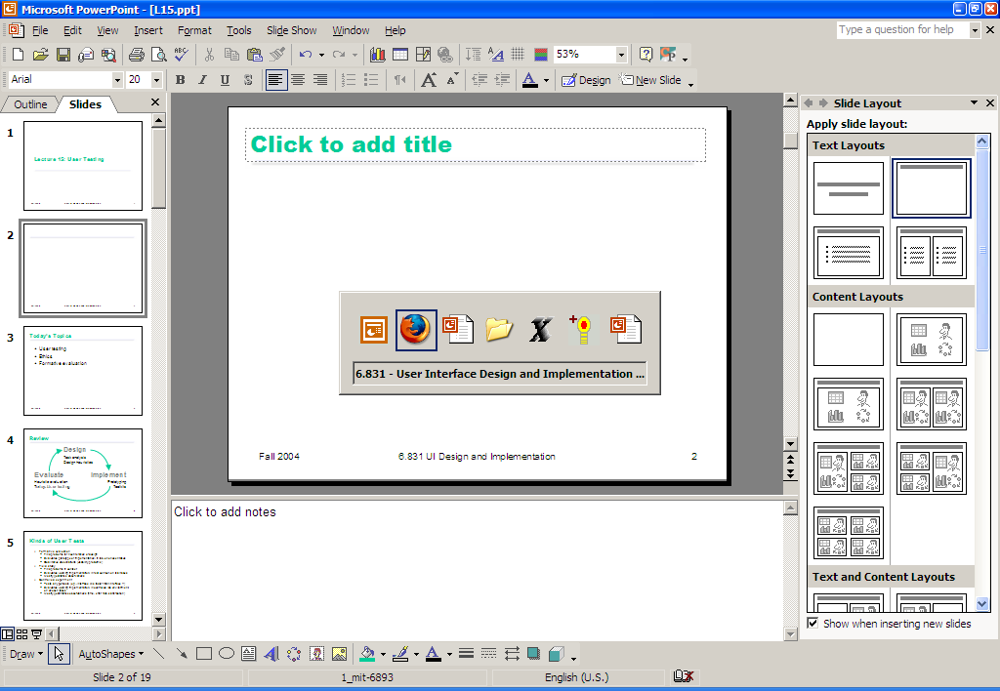 Microsoft PowerPoint - [L15.ppt]
File Edit View Insert Format Tools Slide Show Window Help
Type a question for help
53%
Arial 20 B I U S Design New Slide
Outline Slides
Slide Layout
Apply slide layout:
Text Layouts
Content Layouts
Text and Content Layouts
Show when inserting new slides
1
Lecture 15: User Testing
2
3
Today's Topics
User testing
Ethics
Formative evaluation
4
Review
Design
Task analysis
Design heuristics
Evaluate
Implement
Heuristic evaluation
Prototyping
Toolkits
5
Kinds of User Tests
Click to add title
6.831 - User Interface Design and Implementation ...
Fall 2004 6.831 UI Design and Implementation 2
Click to add notes
Draw AutoShapes
Slide 2 of 19 1_mit-6893 English (U.S.)